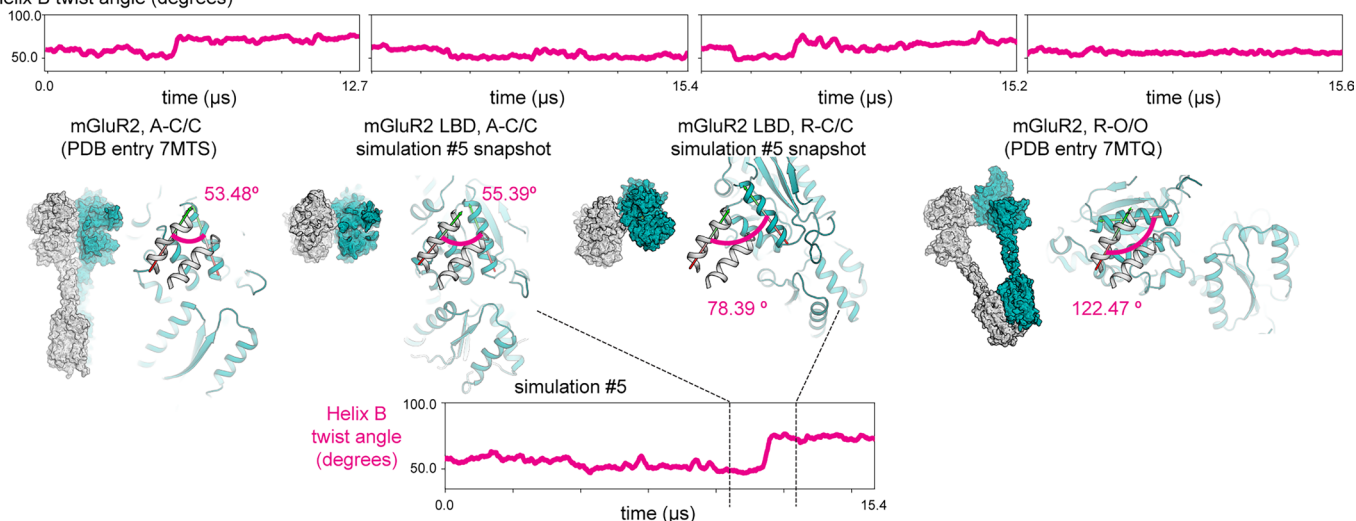 Helix B twist angle (degrees)
100.0
50.0
0.0 12.7 15.4 15.2 15.6
time (µs) time (µs) time (µs) time (µs)
mGluR2, A-C/C
(PDB entry 7MTS)
mGluR2 LBD, A-C/C
simulation #5 snapshot
mGluR2 LBD, R-C/C
simulation #5 snapshot
mGluR2, R-O/O
(PDB entry 7MTQ)
53.48º
55.39º
78.39 º
122.47 º
simulation #5
Helix B
twist angle
(degrees)
100.0
50.0
0.0 15.4
time (µs)